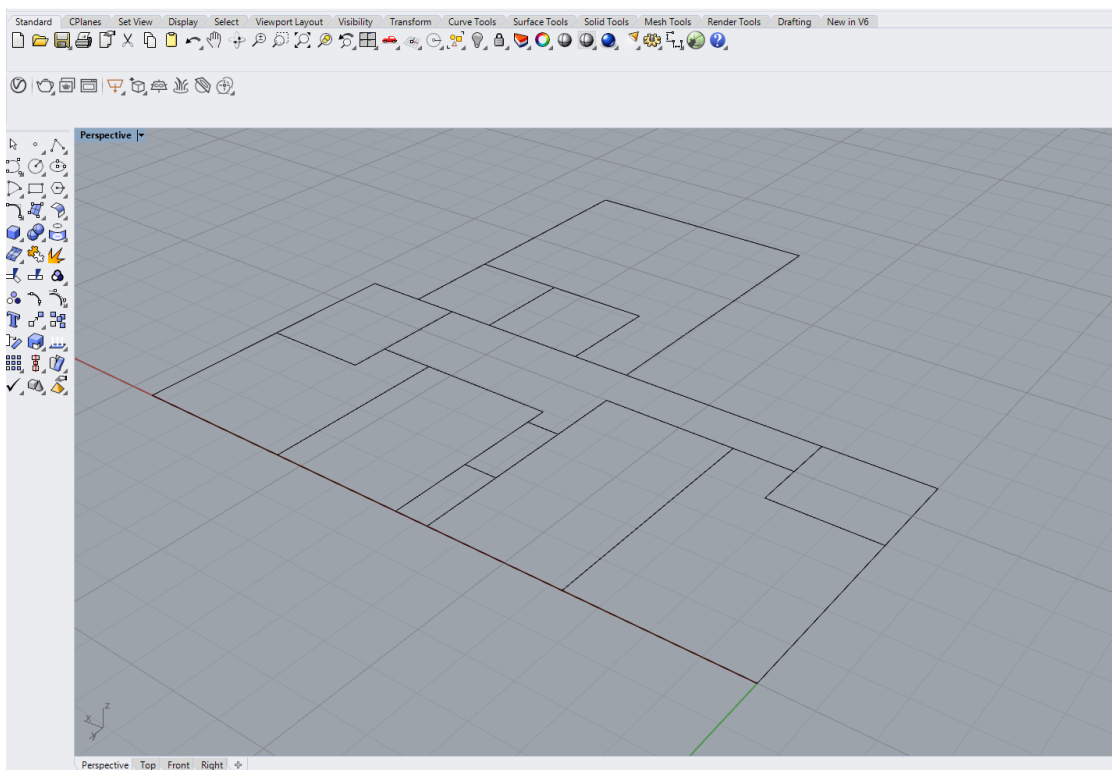 Standard CPlanes Set View Display Select Viewport Layout Visibility Transform Curve Tools Surface Tools Solid Tools Mesh Tools Render Tools Drafting New in V6
Perspective
z
x
y
Perspective Top Front Right